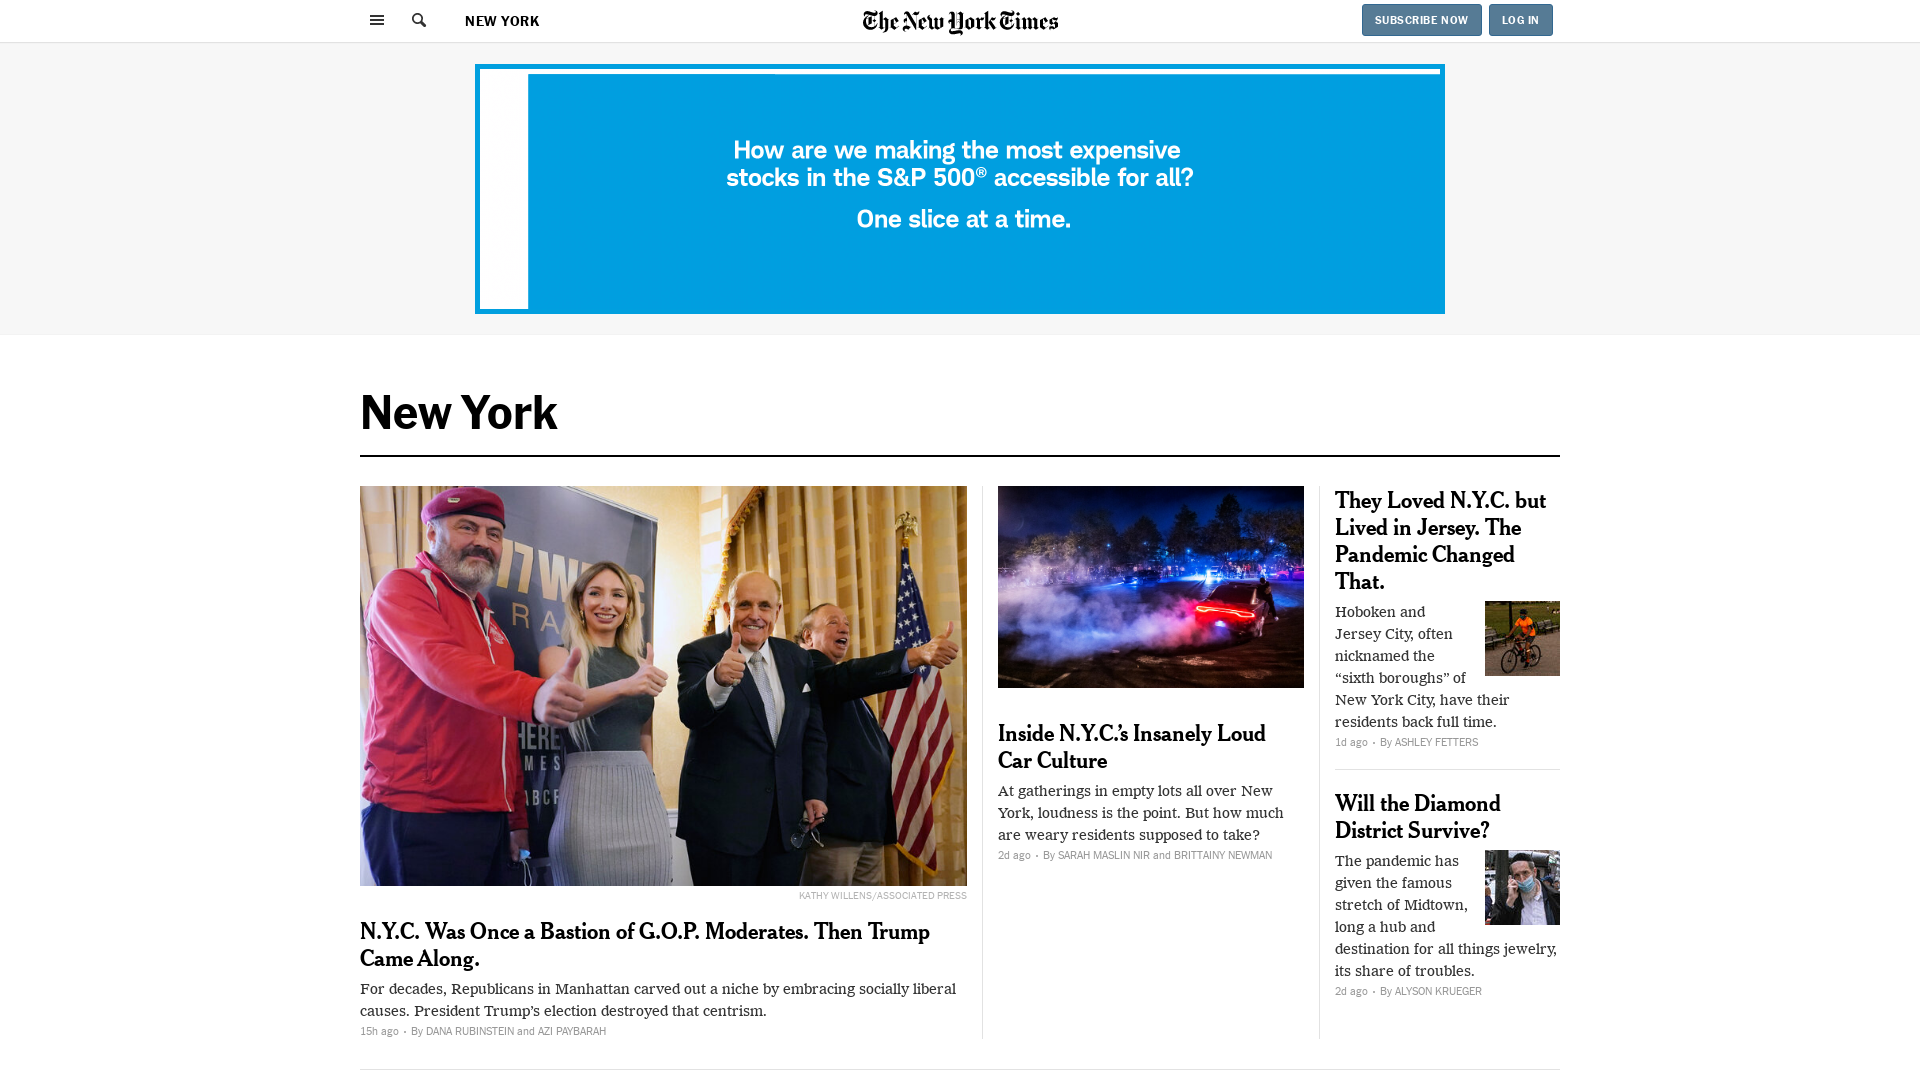 NEW YORK
The New York Times
SUBSCRIBE NOW
LOG IN
How are we making the most expensive
stocks in the S&P 500® accessible for all?
One slice at a time.
New York
77 W
RA
HERE
MES
ABCF
KATHY WILLENS/ASSOCIATED PRESS
N.Y.C. Was Once a Bastion of G.O.P. Moderates. Then Trump
Came Along.
For decades, Republicans in Manhattan carved out a niche by embracing socially liberal
causes. President Trump’s election destroyed that centrism.
15h ago • By DANA RUBINSTEIN and AZI PAYBARAH
Inside N.Y.C.’s Insanely Loud
Car Culture
At gatherings in empty lots all over New
York, loudness is the point. But how much
are weary residents supposed to take?
2d ago • By SARAH MASLIN NIR and BRITTAINY NEWMAN
They Loved N.Y.C. but
Lived in Jersey. The
Pandemic Changed
That.
Hoboken and
Jersey City, often
nicknamed the
“sixth boroughs” of
New York City, have their
residents back full time.
1d ago • By ASHLEY FETTERS
Will the Diamond
District Survive?
The pandemic has
given the famous
stretch of Midtown,
long a hub and
destination for all things jewelry,
its share of troubles.
2d ago • By ALYSON KRUEGER